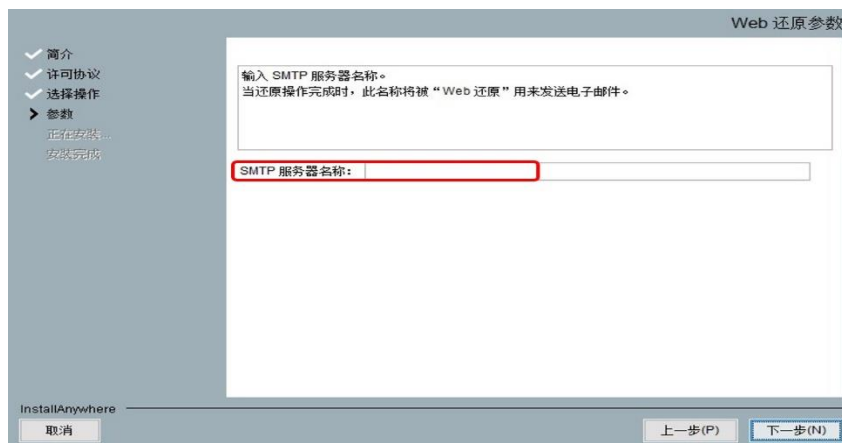 Web 还原参数
简介
许可协议
选择操作
参数
正在安装...
安装完成
输入 SMTP 服务器名称。
当还原操作完成时，此名称将被“Web 还原”用来发送电子邮件。
SMTP 服务器名称：
InstallAnywhere
取消
上一步(P)
下一步(N)